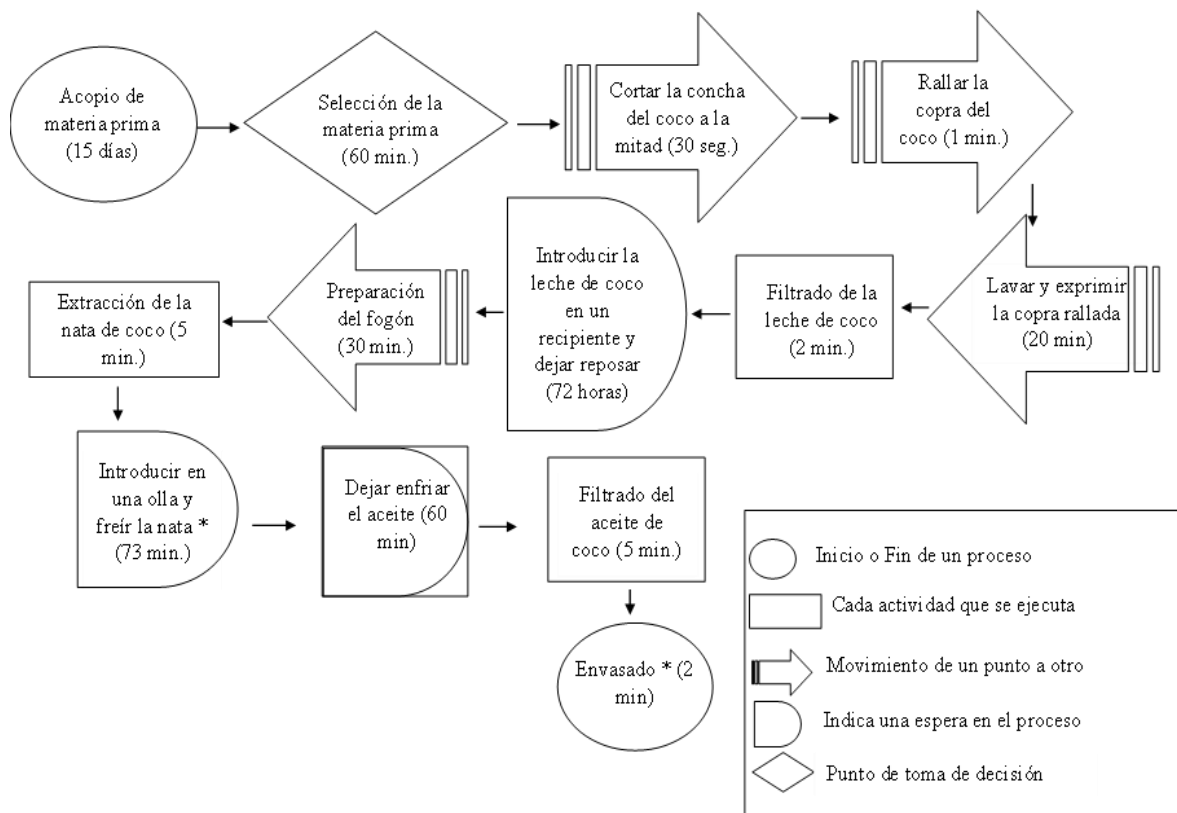 Acopio de
materia prima
(15 días)
Selección de la
materia prima
(60 min.)
Cortar la concha
del coco a la
mitad (30 seg.)
Rallar la
copra del
coco (1 min.)
Lavar y exprimir
la copra rallada
(20 min)
Filtrado de la
leche de coco
(2 min.)
Introducir la
leche de coco
en un
recipiente y
dejar reposar
(72 horas)
Preparación
del fogón
(30 min.)
Extracción de la
nata de coco (5
min.)
Introducir en
una olla y
freír la nata *
(73 min.)
Dejar enfriar
el aceite (60
min)
Filtrado del
aceite de
coco (5 min.)
Envasado * (2
min)
Inicio o Fin de un proceso
Cada actividad que se ejecuta
Movimiento de un punto a otro
Indica una espera en el proceso
Punto de toma de decisión